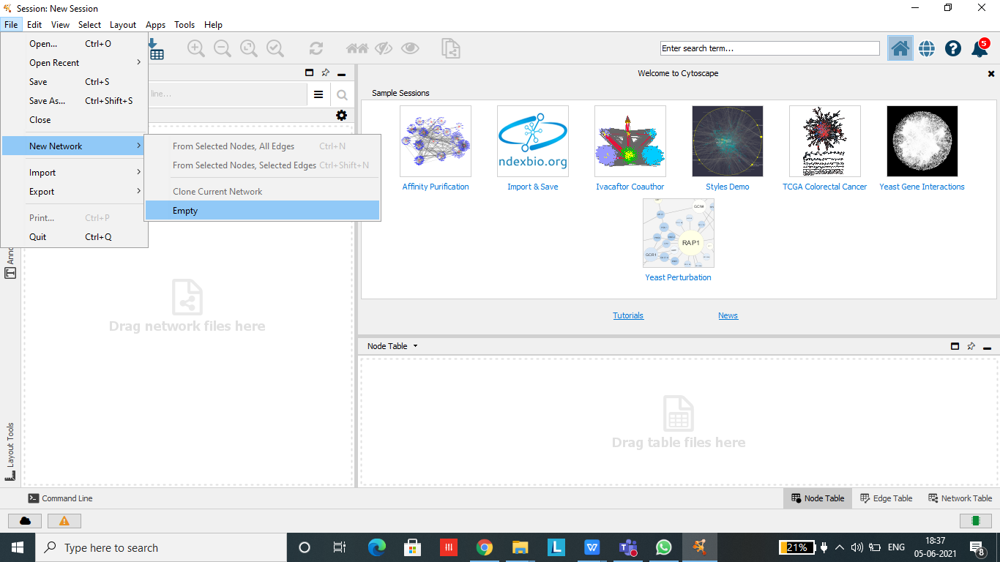 Session: New Session
File Edit View Select Layout Apps Tools Help
Open... Ctrl+O
Open Recent
Save Ctrl+S
Save As... Ctrl+Shift+S
Close
New Network
Import
Export
Print... Ctrl+P
Quit Ctrl+Q
From Selected Nodes, All Edges Ctrl+N
From Selected Nodes, Selected Edges Ctrl+Shift+N
Clone Current Network
Empty
Enter search term...
5
line...
Welcome to Cytoscape
Sample Sessions
ndexbio.org
Affinity Purification Import & Save Ivacaftor Coauthor Styles Demo TCGA Colorectal Cancer Yeast Gene Interactions
RAP1
GCR1
Yeast Perturbation
Tutorials News
Drag network files here
Node Table
Drag table files here
Layout Tools
Command Line
Node Table Edge Table Network Table
Type here to search
21%
ENG
18:37
05-06-2021
8